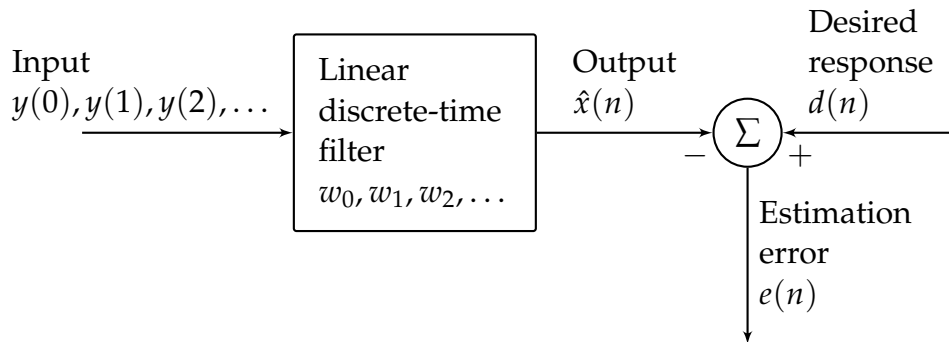 Input
y(0), y(1), y(2), ...
Linear
discrete-time
filter
w₀, w₁, w₂, ...
Output
x̂(n)
Desired
response
d(n)
−
Σ
+
Estimation
error
e(n)